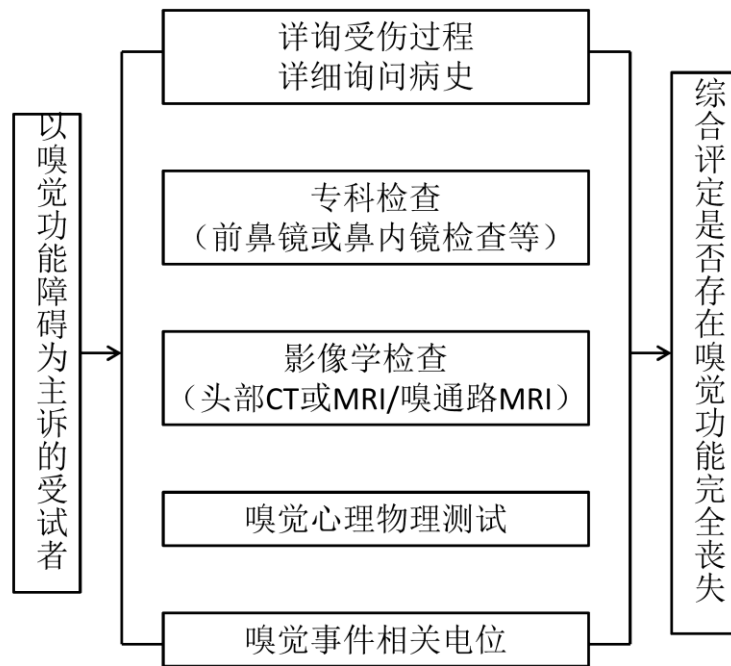 以嗅觉功能障碍为主诉的受试者
详询受伤过程
详细询问病史
专科检查
（前鼻镜或鼻内镜检查等）
影像学检查
（头部CT或MRI/嗅通路MRI）
嗅觉心理物理测试
嗅觉事件相关电位
综合评定是否存在嗅觉功能完全丧失